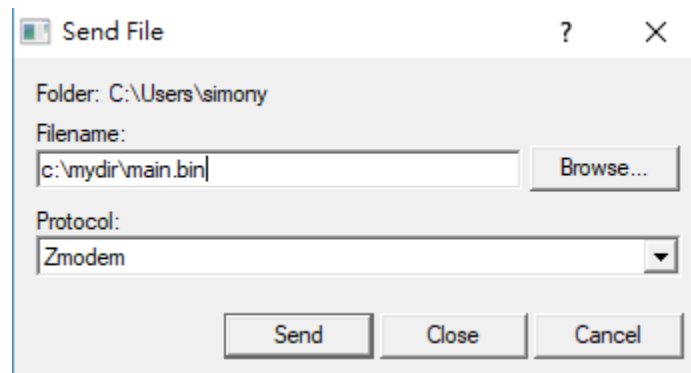 Send File
Folder: C:\Users\simony
Filename:
c:\mydir\main.bin
Browse...
Protocol:
Zmodem
Send Close Cancel